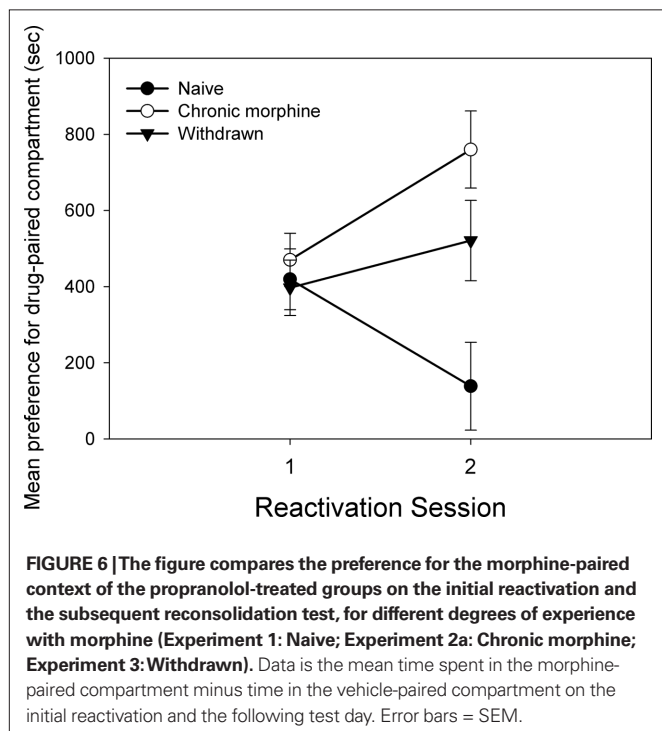 Mean preference for drug-paired compartment (sec)
1000
800
600
400
200
0
Naive
Chronic morphine
Withdrawn
1
2
Reactivation Session
FIGURE 6 | The figure compares the preference for the morphine-paired
context of the propranolol-treated groups on the initial reactivation and
the subsequent reconsolidation test, for different degrees of experience
with morphine (Experiment 1: Naive; Experiment 2a: Chronic morphine;
Experiment 3: Withdrawn). Data is the mean time spent in the morphine-
paired compartment minus time in the vehicle-paired compartment on the
initial reactivation and the following test day. Error bars = SEM.